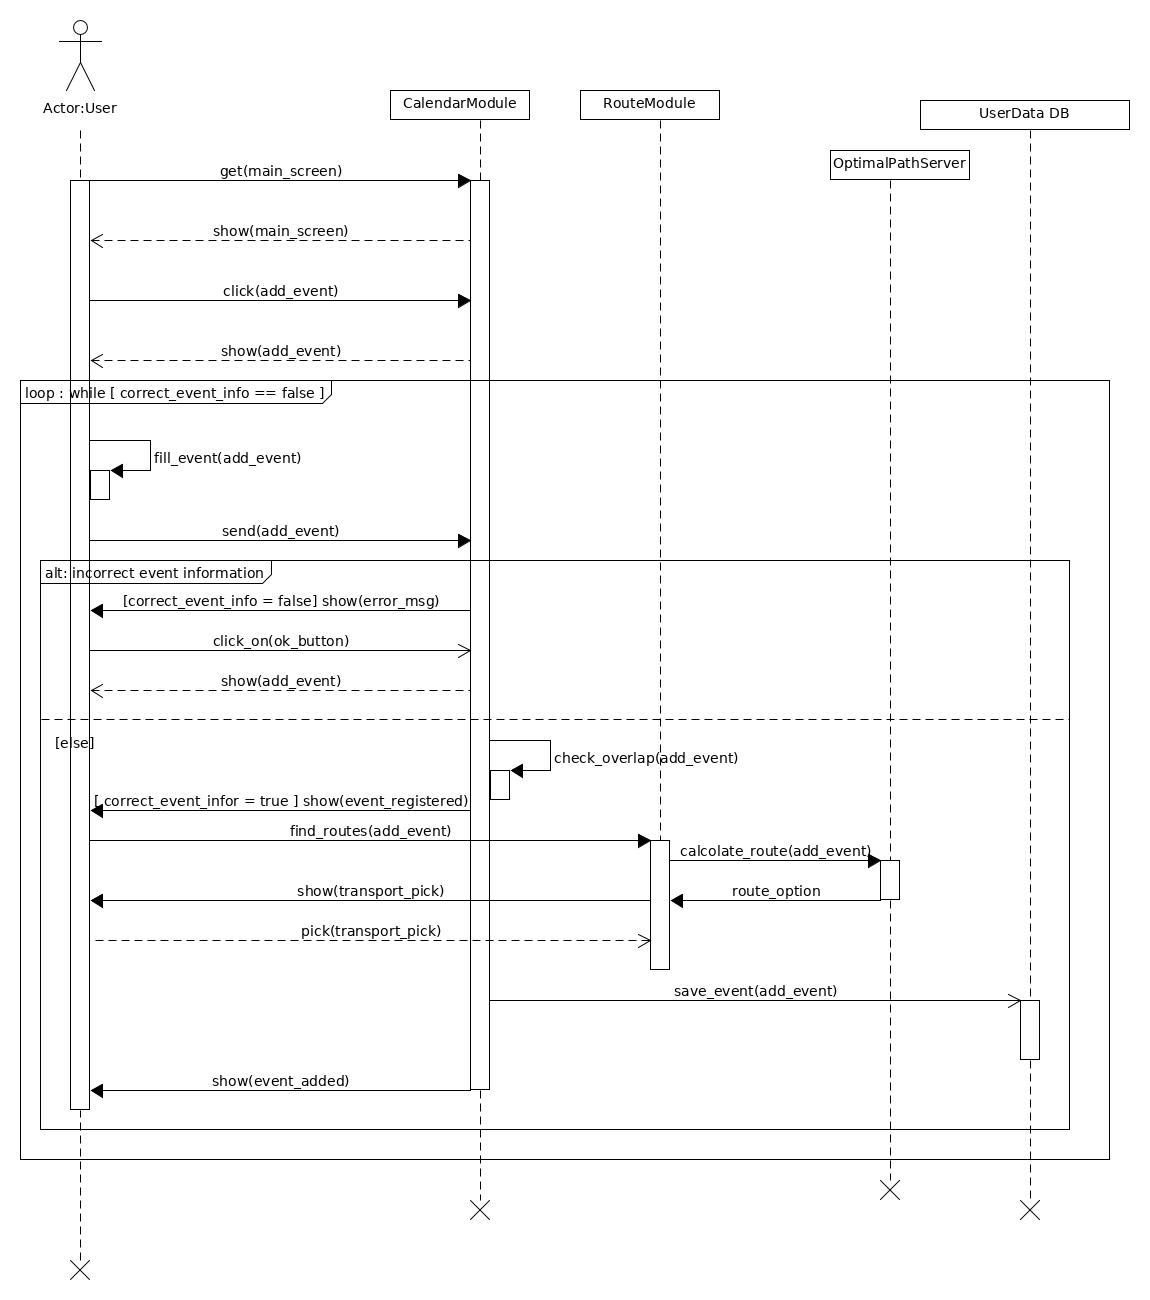 Actor:User
CalendarModule
RouteModule
UserData DB
OptimalPathServer
get(main_screen)
show(main_screen)
click(add_event)
show(add_event)
loop : while [ correct_event_info == false ]
fill_event(add_event)
send(add_event)
alt: incorrect event information
[correct_event_info = false] show(error_msg)
click_on(ok_button)
show(add_event)
[else]
check_overlap(add_event)
[ correct_event_infor = true ] show(event_registered)
find_routes(add_event)
calcolate_route(add_event)
show(transport_pick)
route_option
pick(transport_pick)
save_event(add_event)
show(event_added)